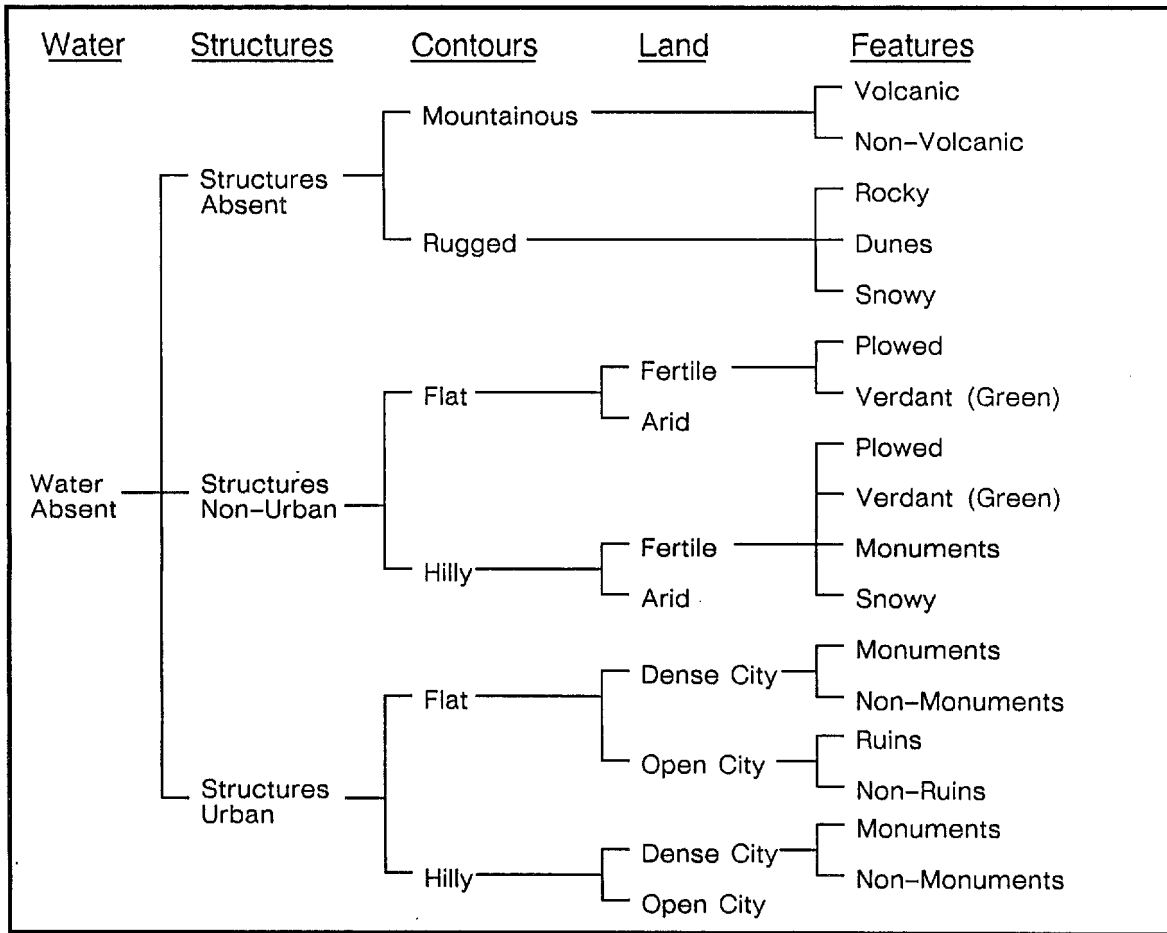 Water Structures Contours Land Features
Volcanic
Mountainous
Non-Volcanic
Structures
Absent
Rocky
Rugged
Dunes
Snowy
Plowed
Fertile
Flat
Verdant (Green)
Arid
Plowed
Water
Absent
Structures
Non-Urban
Verdant (Green)
Fertile
Monuments
Hilly
Arid
Snowy
Monuments
Dense City
Flat
Non-Monuments
Ruins
Open City
Structures
Urban
Non-Ruins
Monuments
Dense City
Hilly
Non-Monuments
Open City